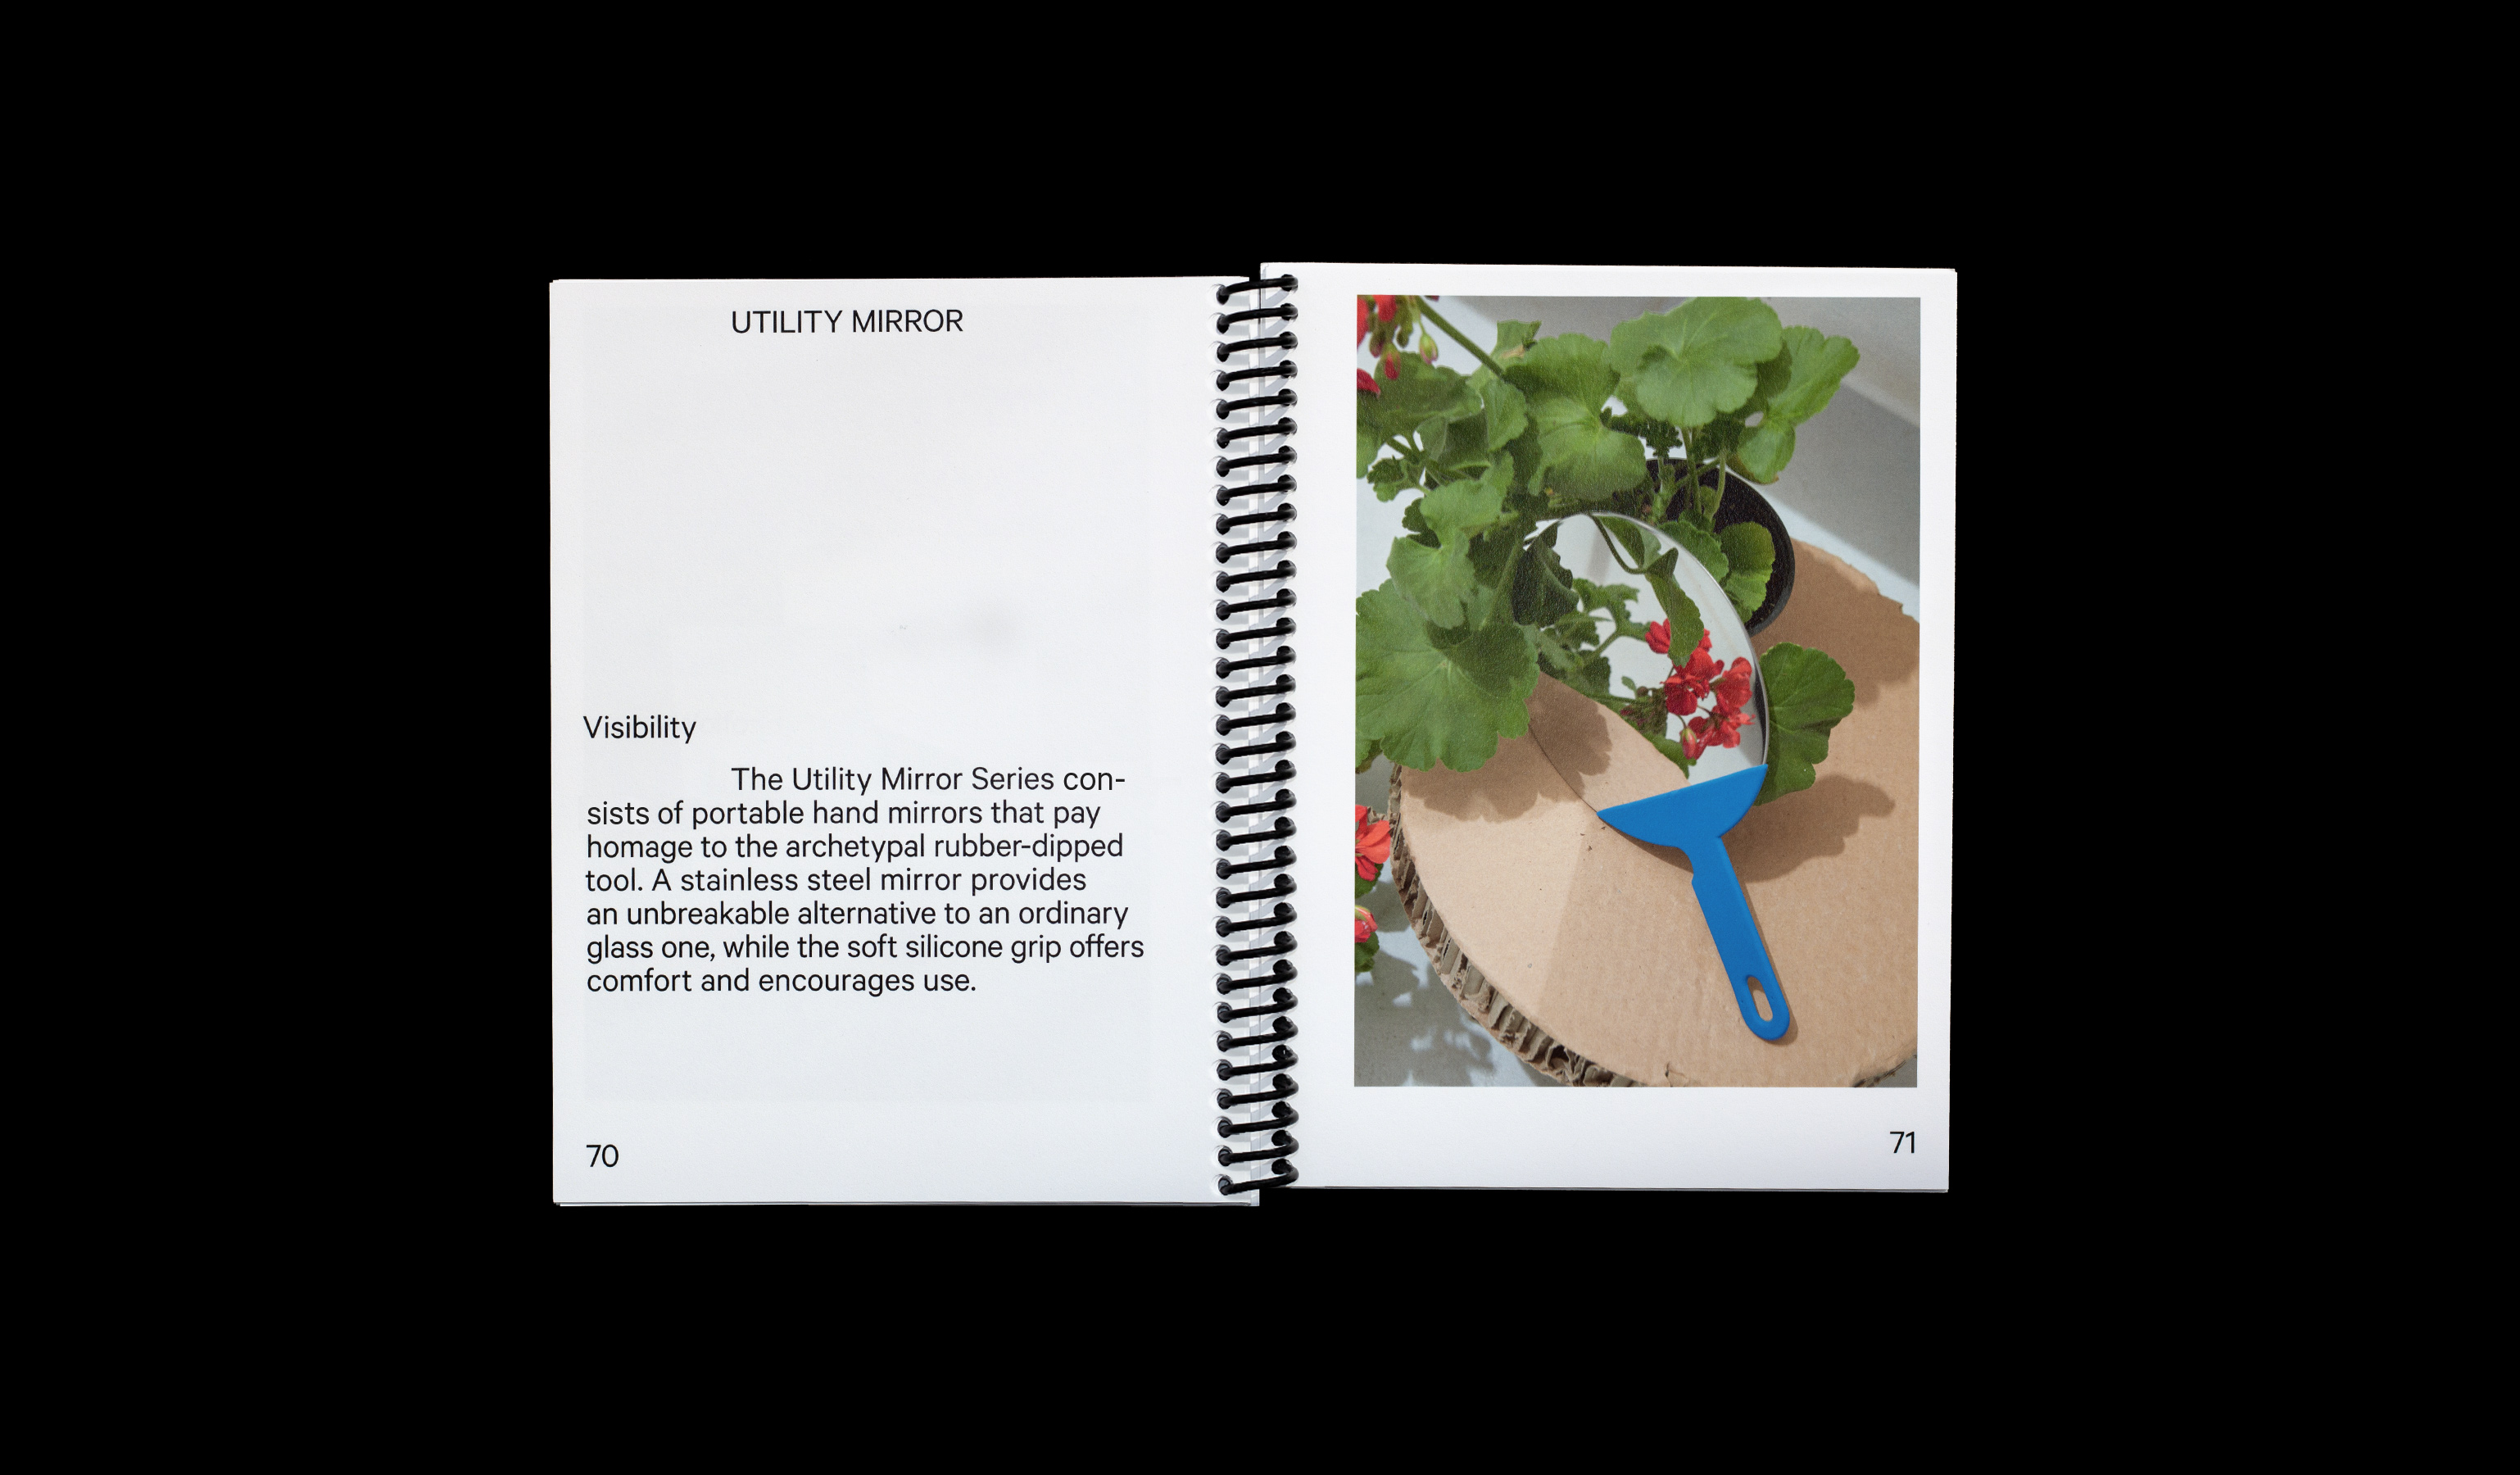 UTILITY MIRROR
Visibility
The Utility Mirror Series con-
sists of portable hand mirrors that pay
homage to the archetypal rubber-dipped
tool. A stainless steel mirror provides
an unbreakable alternative to an ordinary
glass one, while the soft silicone grip offers
comfort and encourages use.
70
71